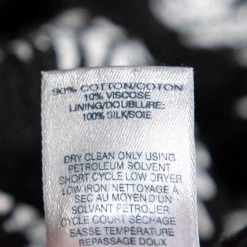 90% COTTON/COTON
10% VISCOSE
LINING/DOUBLURE:
100% SILK/SOIE
DRY CLEAN ONLY USING
PETROLEUM SOLVENT
SHORT CYCLE LOW DRYER
LOW IRON NETTOYAGE A
SEC AU MOYEN D'UN
SOLVANT PETROLIER
CYCLE COURT SECHAGE
A BASSE TEMPERATURE
REPASSAGE DOUX